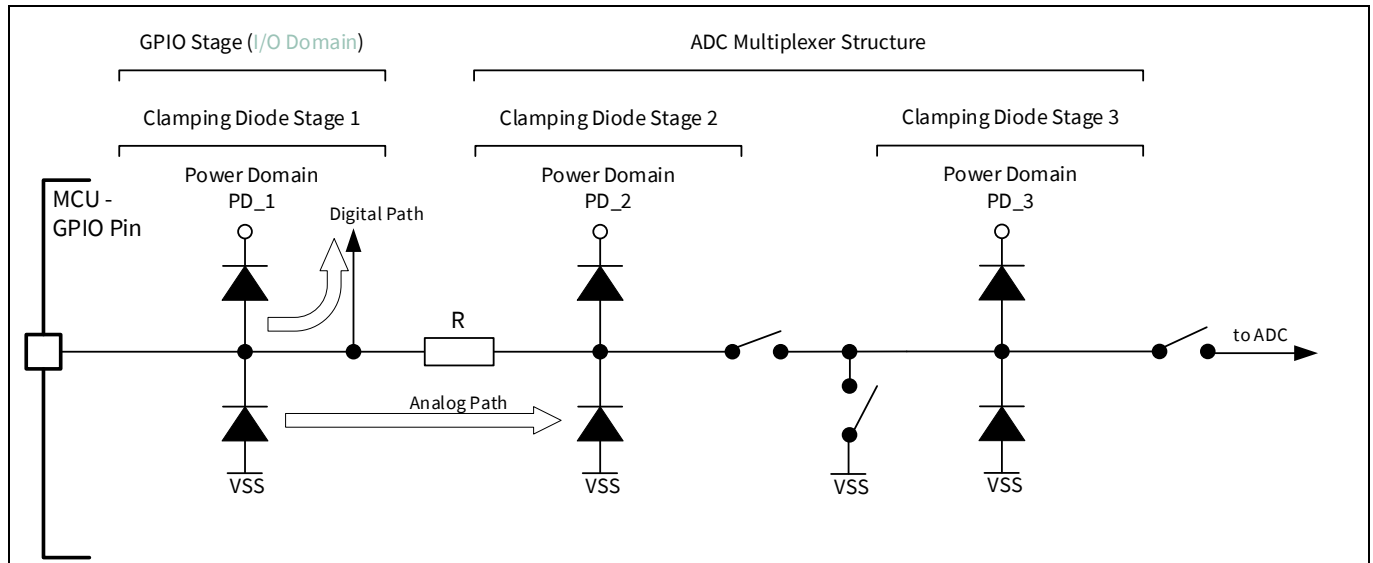 GPIO Stage (I/O Domain)
ADC Multiplexer Structure
Clamping Diode Stage 1
Clamping Diode Stage 2
Clamping Diode Stage 3
Power Domain
PD_1
Power Domain
PD_2
Power Domain
PD_3
MCU -
GPIO Pin
Digital Path
R
to ADC
Analog Path
VSS
VSS
VSS
VSS